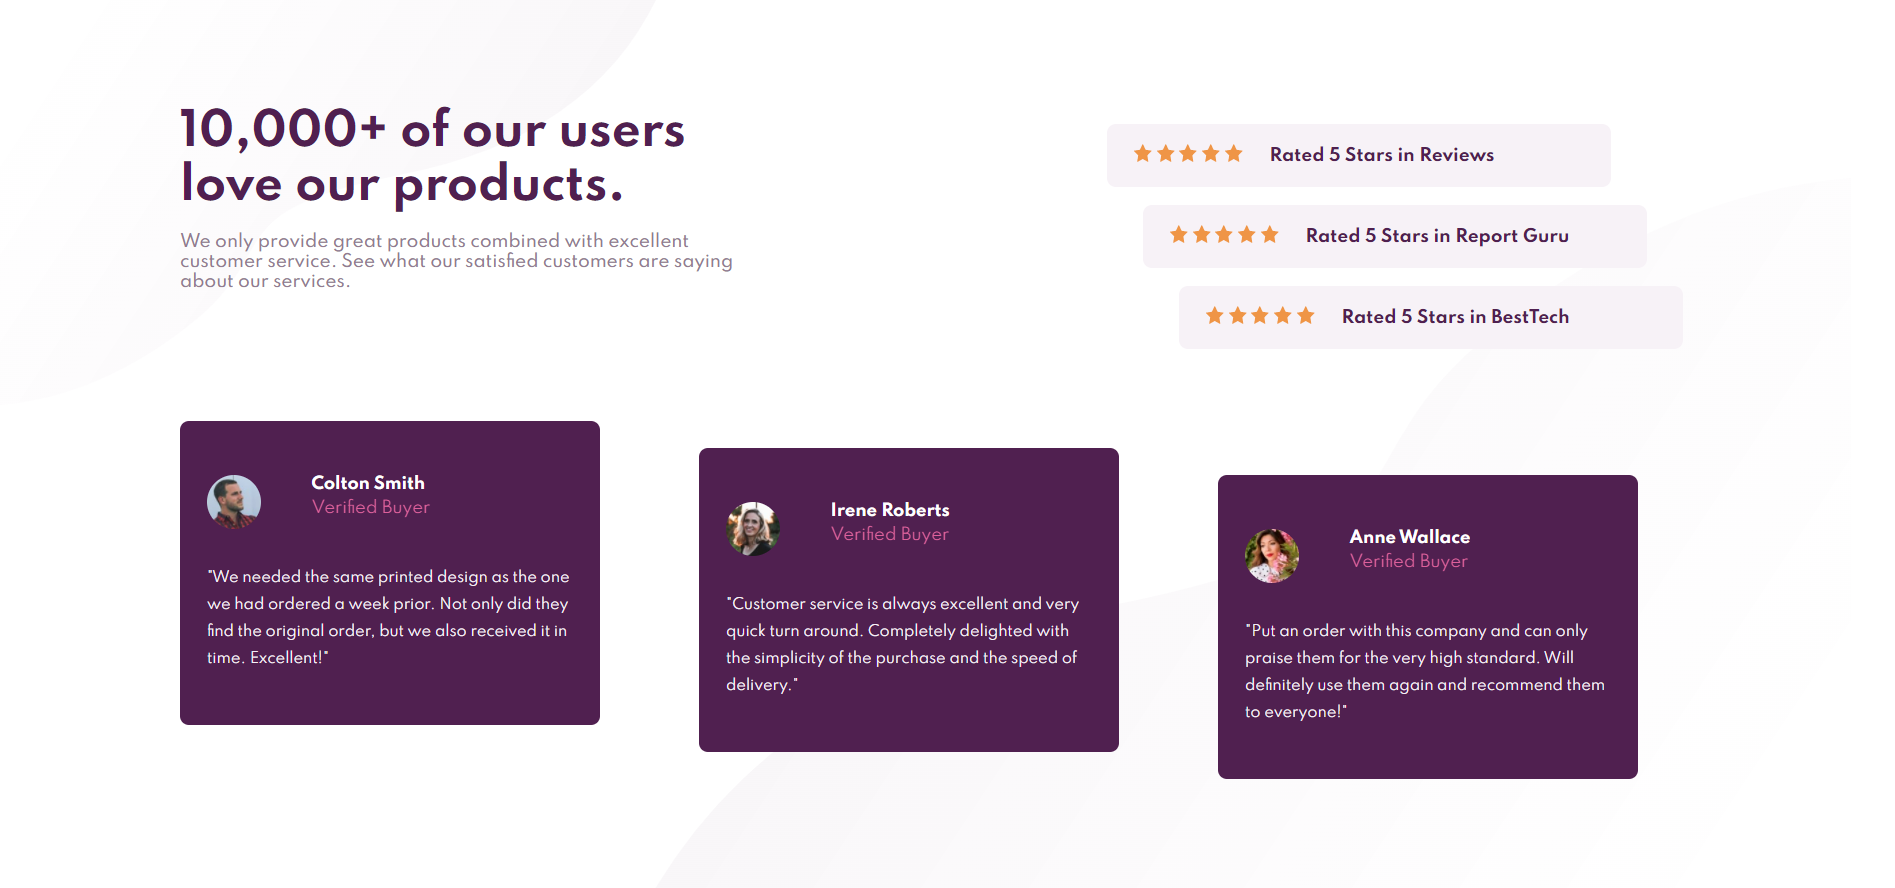 10,000+ of our users
love our products.
We only provide great products combined with excellent
customer service. See what our satisfied customers are saying
about our services.
Rated 5 Stars in Reviews
Rated 5 Stars in Report Guru
Rated 5 Stars in BestTech
Colton Smith
Verified Buyer
"We needed the same printed design as the one
we had ordered a week prior. Not only did they
find the original order, but we also received it in
time. Excellent!"
Irene Roberts
Verified Buyer
"Customer service is always excellent and very
quick turn around. Completely delighted with
the simplicity of the purchase and the speed of
delivery."
Anne Wallace
Verified Buyer
"Put an order with this company and can only
praise them for the very high standard. Will
definitely use them again and recommend them
to everyone!"